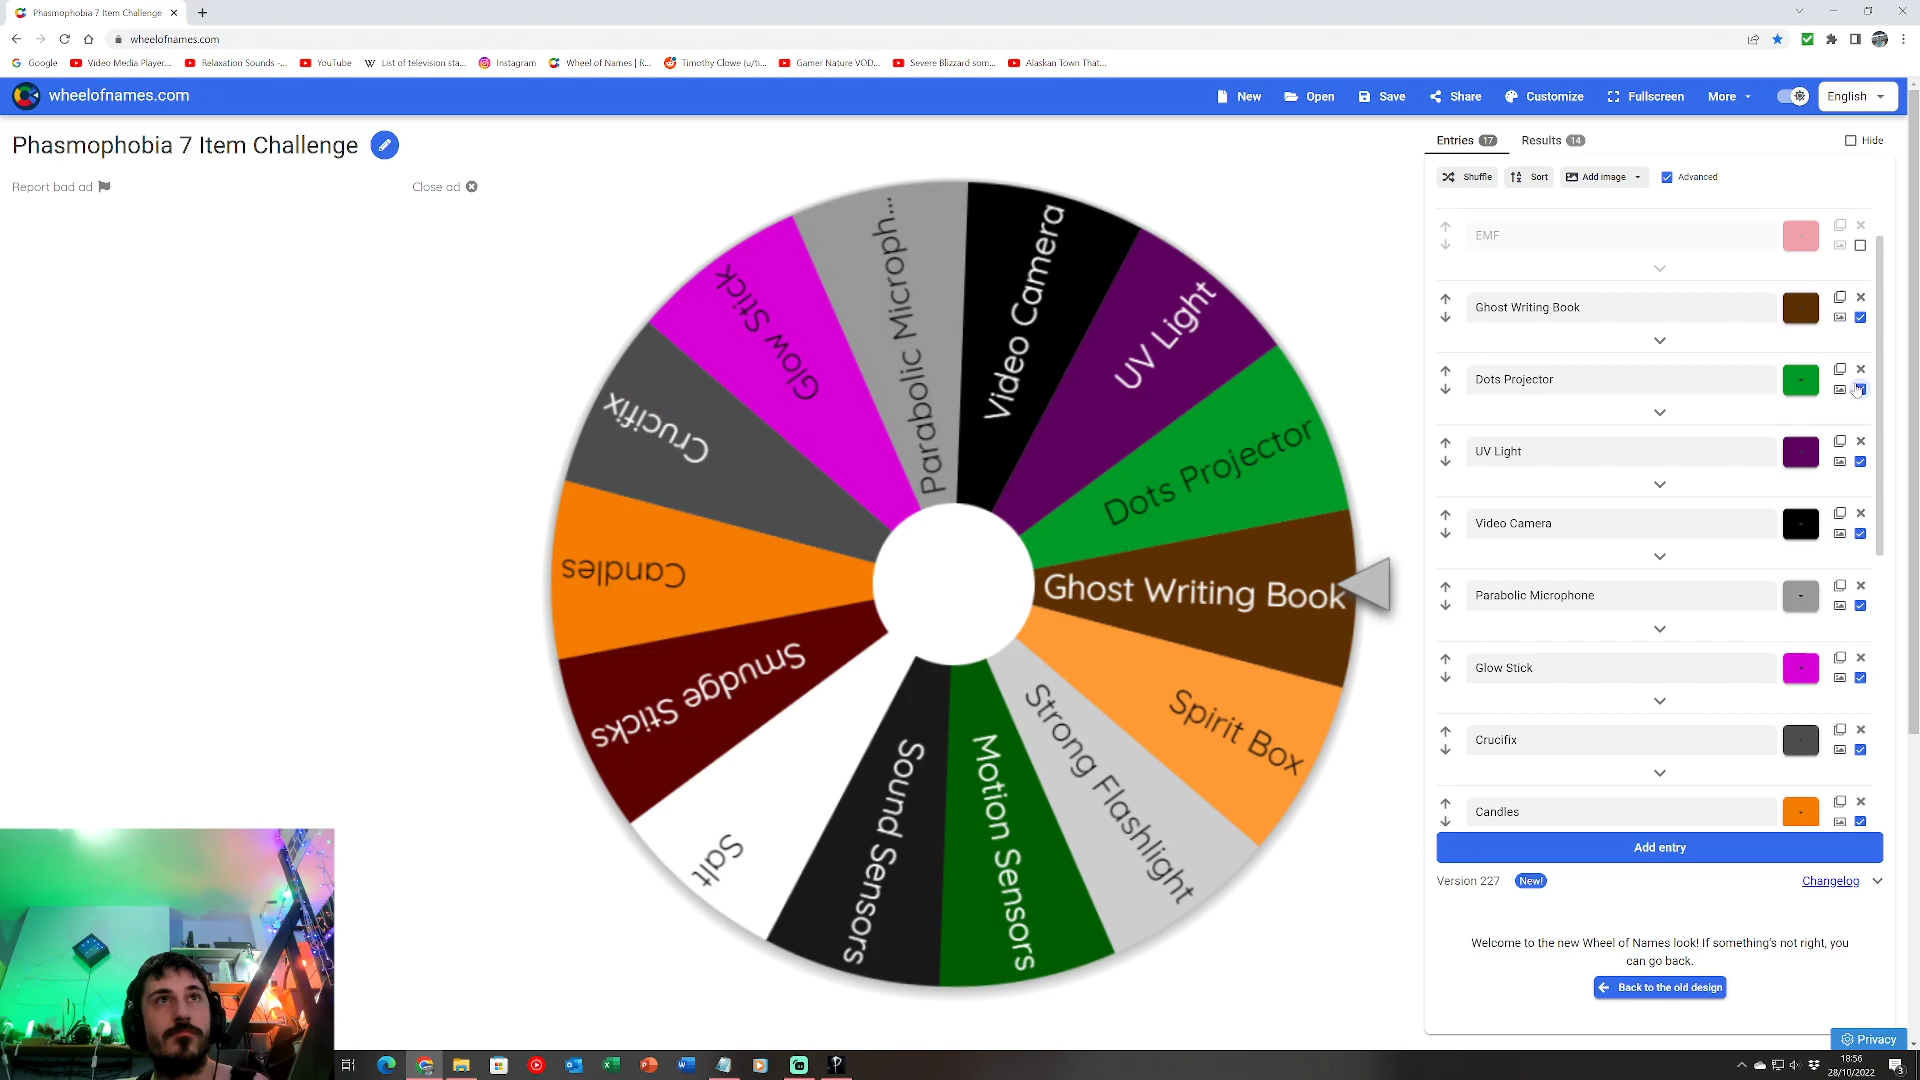 Phasmophobia 7 Item Challenge
wheelofnames.com
Google
Video Media Player...
Relaxation Sounds -...
YouTube
List of television sta...
Instagram
Wheel of Names | R...
Timothy Clowe (u/ti...
Gamer Nature VOD...
Severe Blizzard som...
Alaskan Town That...
wheelofnames.com
New
Open
Save
Share
Customize
Fullscreen
More
English
Phasmophobia 7 Item Challenge
Report bad ad
Close ad
Entries 17
Results 14
Hide
Shuffle
Sort
Add image
Advanced
Parabolic Microph...
Video Camera
UV Light
Dots Projector
Ghost Writing Book
Spirit Box
Strong Flashlight
Motion Sensors
Sound Sensors
Salt
Smudge Sticks
Candles
Crucifix
Glow Stick
EMF
Ghost Writing Book
Dots Projector
UV Light
Video Camera
Parabolic Microphone
Glow Stick
Crucifix
Candles
Add entry
Version 227 New!
Changelog
Welcome to the new Wheel of Names look! If something's not right, you
can go back.
Back to the old design
Privacy
18:56
28/10/2022
3